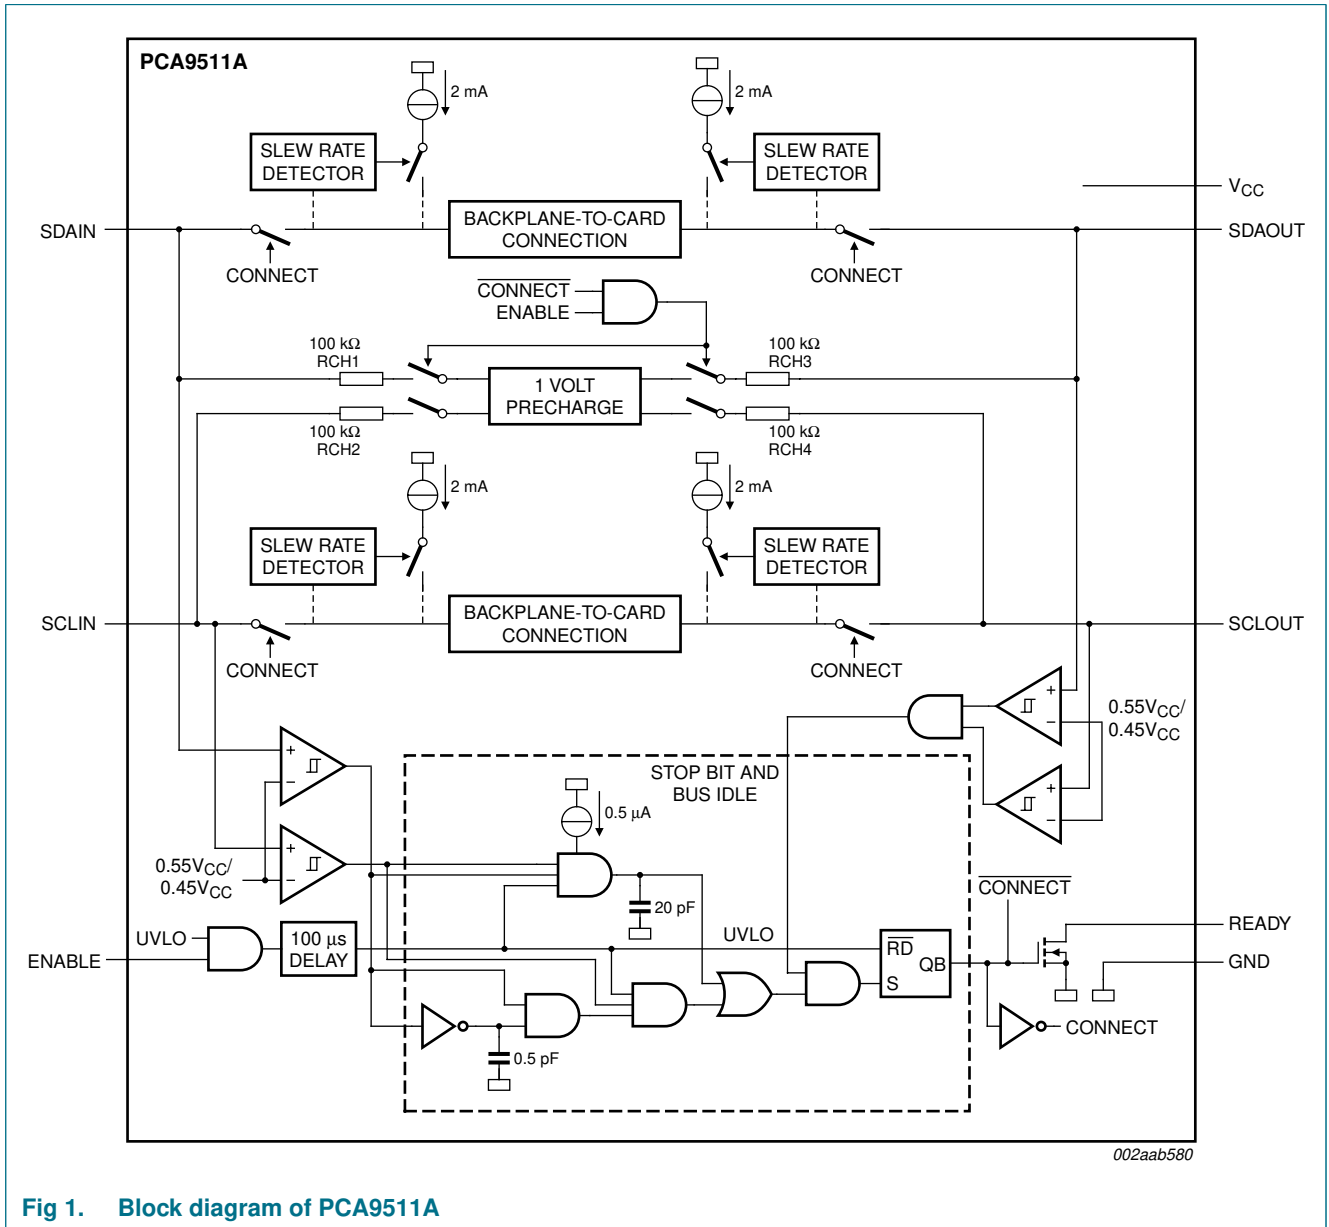 PCA9511A
2 mA
2 mA
SLEW RATE
DETECTOR
SLEW RATE
DETECTOR
VCC
SDAIN
BACKPLANE-TO-CARD
CONNECTION
SDAOUT
CONNECT
CONNECT
CONNECT
ENABLE
100 kΩ
RCH1
100 kΩ
RCH3
1 VOLT
PRECHARGE
100 kΩ
RCH2
100 kΩ
RCH4
2 mA
2 mA
SLEW RATE
DETECTOR
SLEW RATE
DETECTOR
SCLIN
BACKPLANE-TO-CARD
CONNECTION
SCLOUT
CONNECT
CONNECT
+
−
0.55VCC/
0.45VCC
+
−
STOP BIT AND
BUS IDLE
+
−
0.5 μA
+
−
0.55VCC/
0.45VCC
20 pF
CONNECT
UVLO
ENABLE
100 μs
DELAY
UVLO
RD
QB
S
READY
GND
CONNECT
0.5 pF
002aab580
Fig 1. Block diagram of PCA9511A